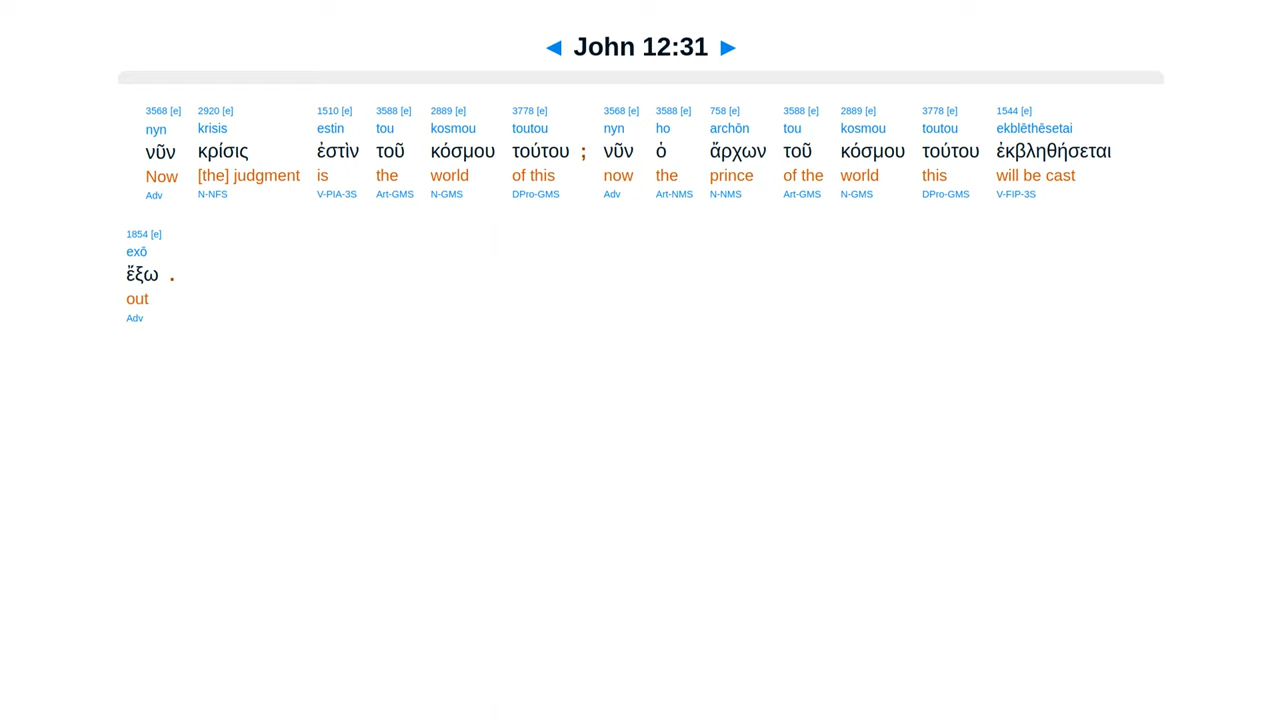 ◄ John 12:31 ►
3568 [e] 2920 [e] 1510 [e] 3588 [e] 2889 [e] 3778 [e] 3568 [e] 3588 [e] 758 [e] 3588 [e] 2889 [e] 3778 [e] 1544 [e]
nyn krisis estin tou kosmou toutou nyn ho archōn tou kosmou toutou ekblēthēsetai
νῦν κρίσις ἐστὶν τοῦ κόσμου τούτου ; νῦν ὁ ἄρχων τοῦ κόσμου τούτου ἐκβληθήσεται
Now [the] judgment is the world of this now the prince of the world this will be cast
Adv N-NFS V-PIA-3S Art-GMS N-GMS DPro-GMS Adv Art-NMS N-NMS Art-GMS N-GMS DPro-GMS V-FIP-3S
1854 [e]
exō
ἔξω .
out
Adv